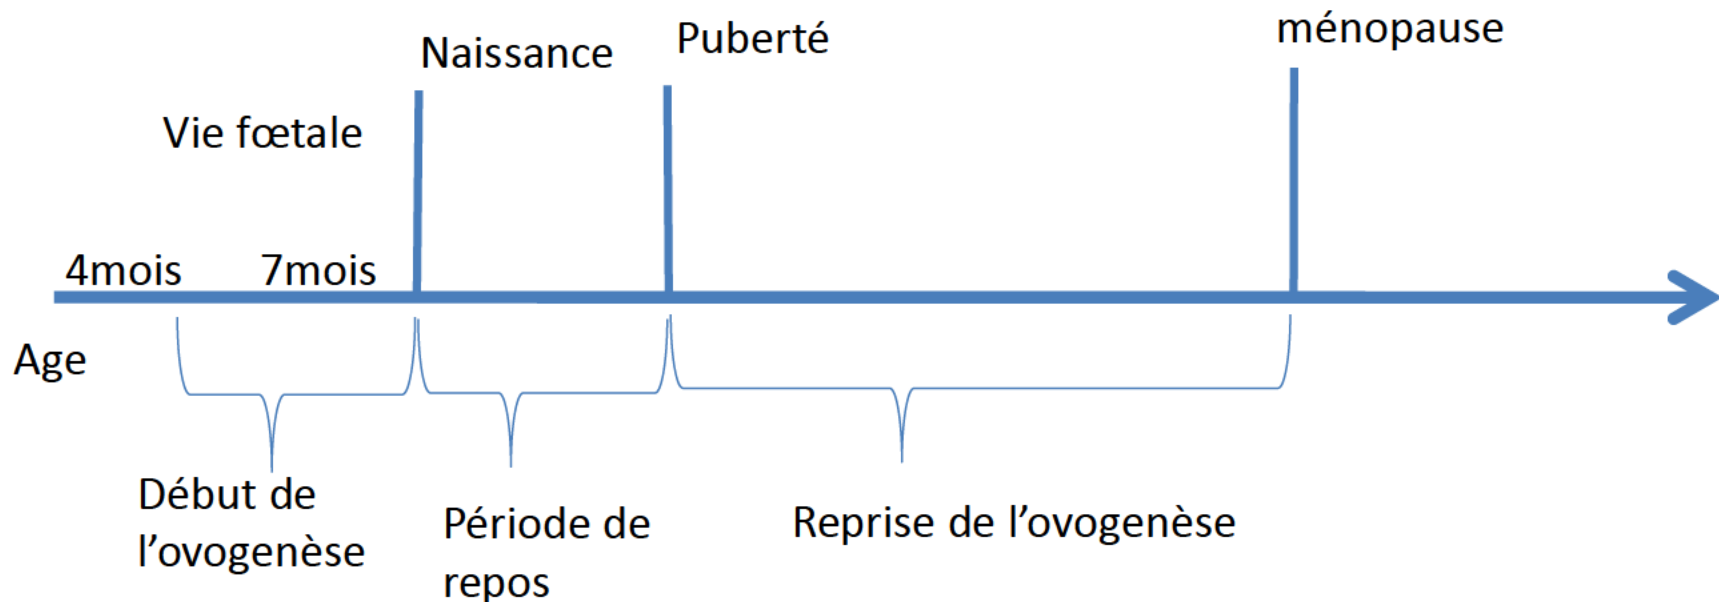 Naissance
Puberté
ménopause
Vie fœtale
4mois
7mois
Age
Début de
l’ovogenèse
Période de
repos
Reprise de l’ovogenèse